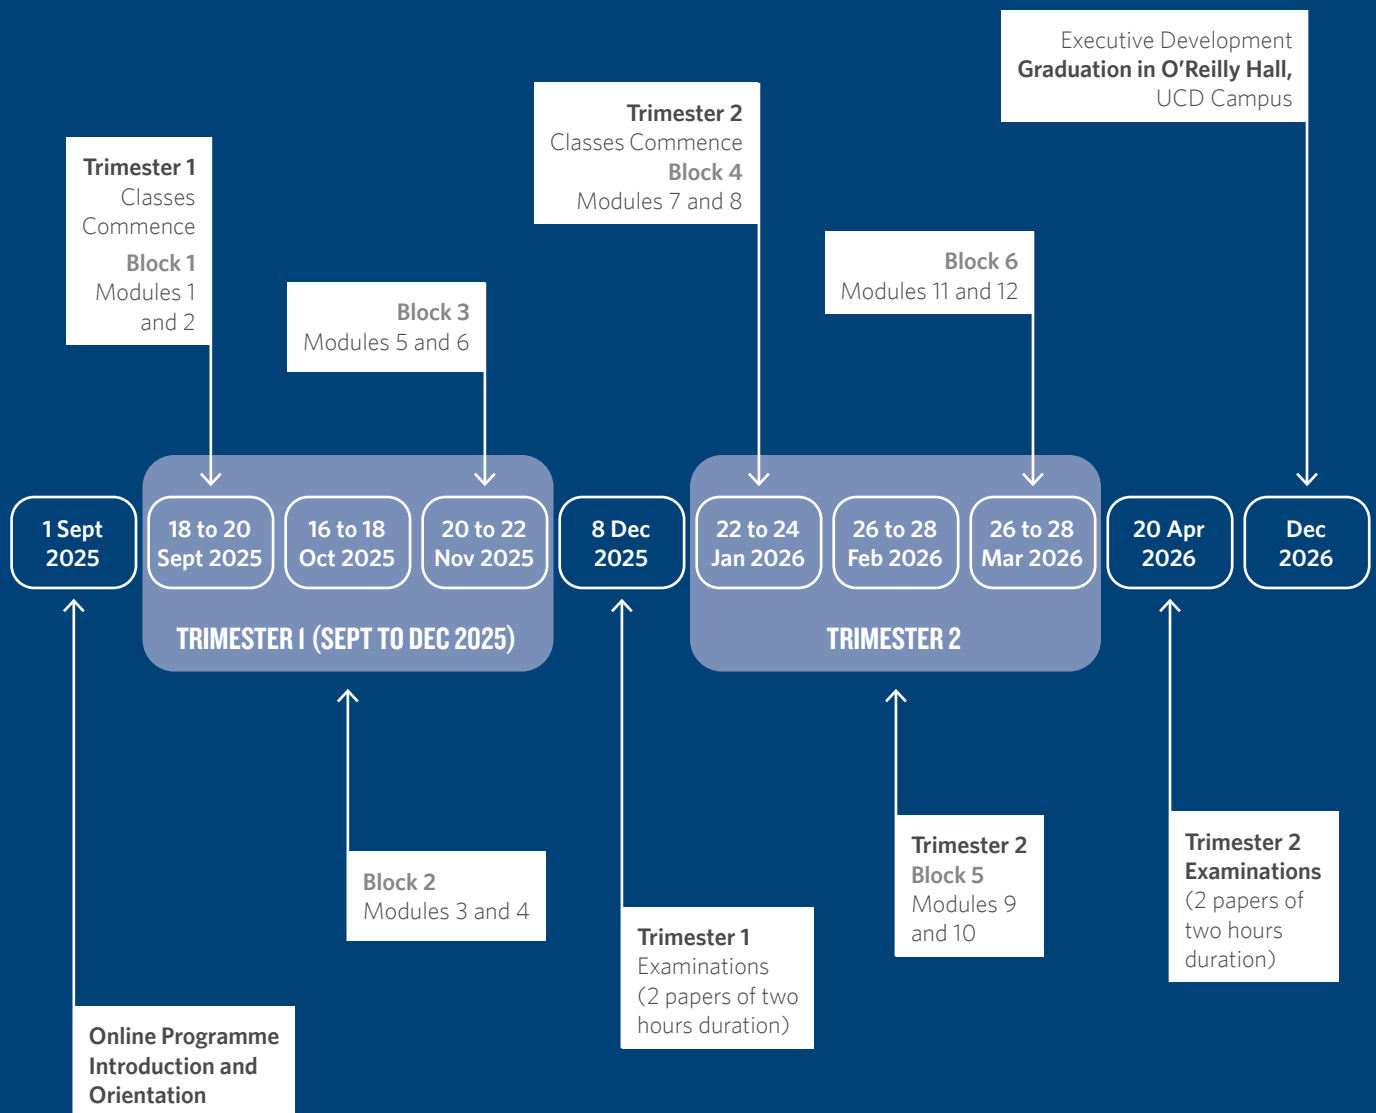 Executive Development
Graduation in O'Reilly Hall,
UCD Campus
Trimester 2
Classes Commence
Block 4
Modules 7 and 8
Trimester 1
Classes
Commence
Block 1
Modules 1
and 2
Block 6
Modules 11 and 12
Block 3
Modules 5 and 6
1 Sept
2025
18 to 20
Sept 2025
16 to 18
Oct 2025
20 to 22
Nov 2025
8 Dec
2025
22 to 24
Jan 2026
26 to 28
Feb 2026
26 to 28
Mar 2026
20 Apr
2026
Dec
2026
TRIMESTER 1 (SEPT TO DEC 2025)
TRIMESTER 2
Block 2
Modules 3 and 4
Trimester 2
Block 5
Modules 9
and 10
Trimester 2
Examinations
(2 papers of
two hours
duration)
Trimester 1
Examinations
(2 papers of two
hours duration)
Online Programme
Introduction and
Orientation